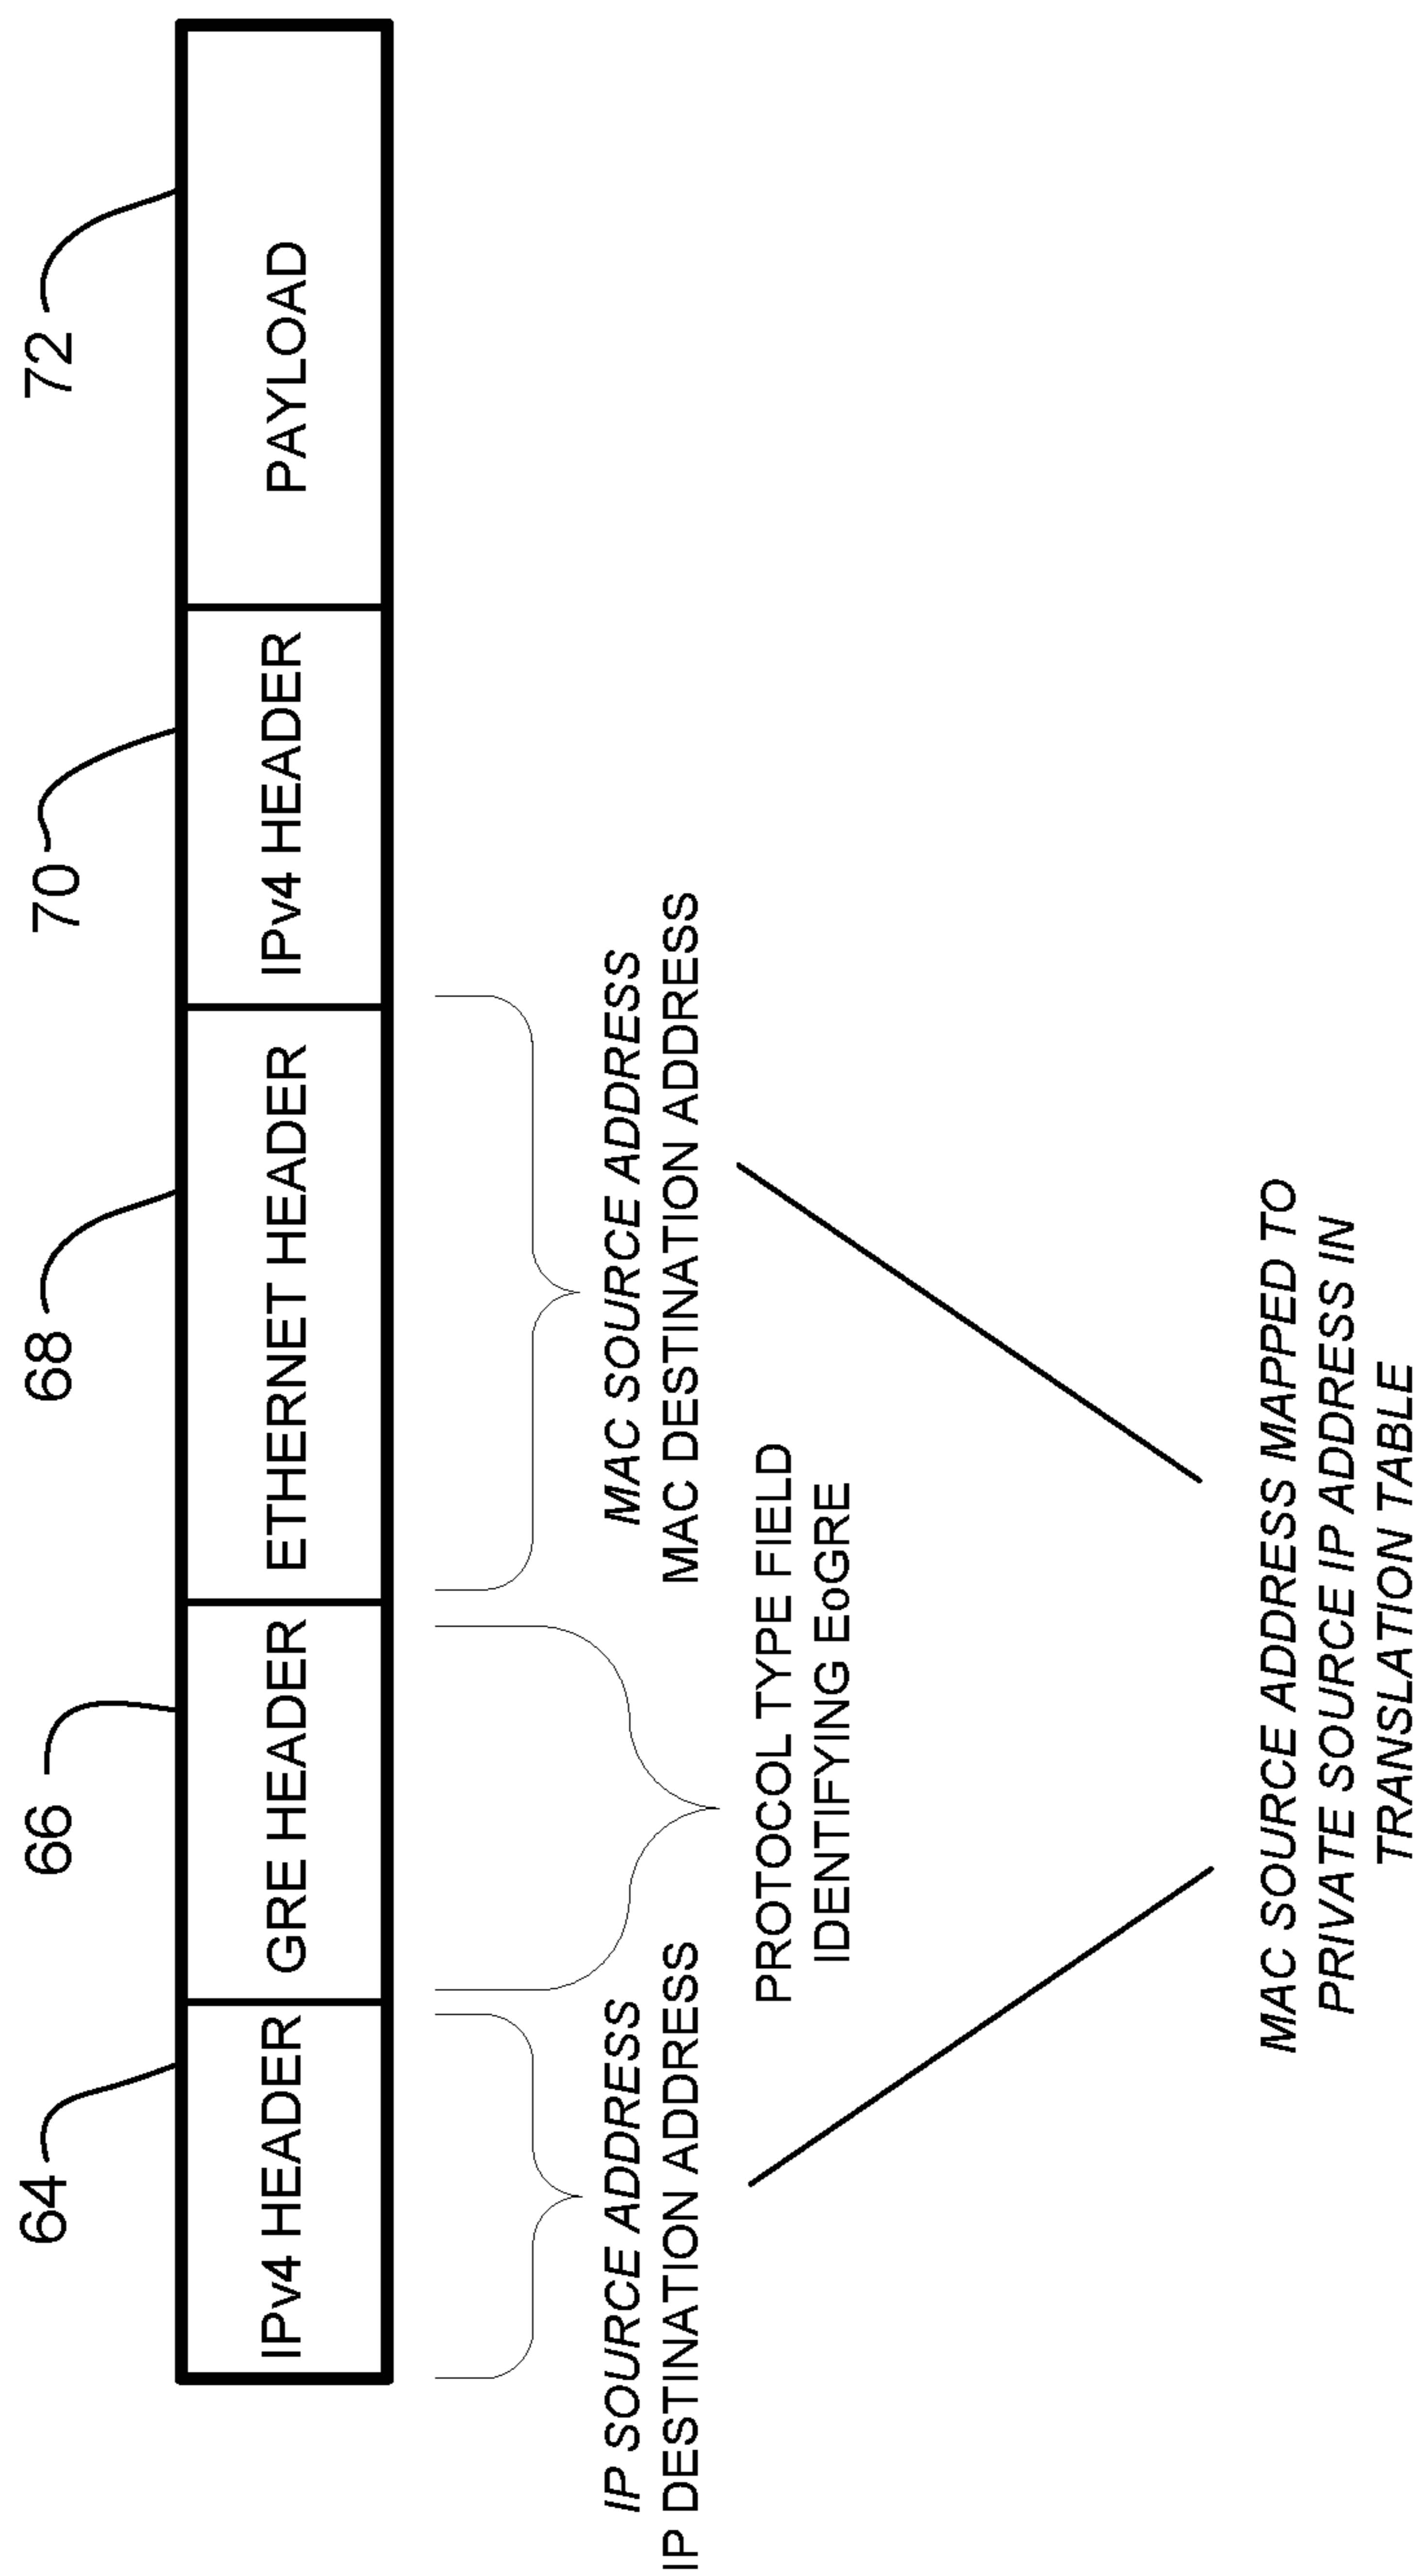 64
66
68
70
72
IPv4 HEADER
GRE HEADER
ETHERNET HEADER
IPv4 HEADER
PAYLOAD
IP SOURCE ADDRESS
IP DESTINATION ADDRESS
MAC SOURCE ADDRESS
MAC DESTINATION ADDRESS
PROTOCOL TYPE FIELD
IDENTIFYING EoGRE
MAC SOURCE ADDRESS MAPPED TO
PRIVATE SOURCE IP ADDRESS IN
TRANSLATION TABLE